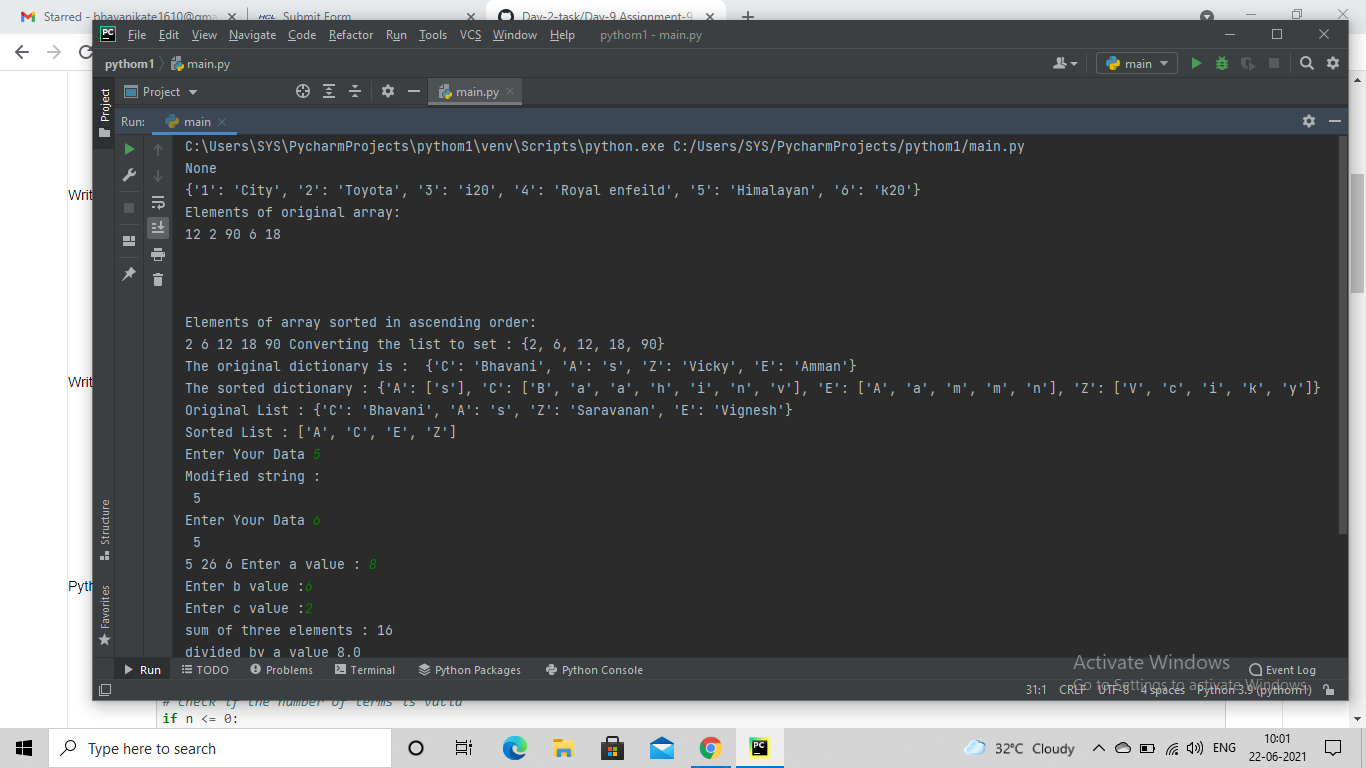 Starred - bhavanikate1610@gma
HCL Submit Form
Day-2-task/Day-9 Assignment-9
PC File Edit View Navigate Code Refactor Run Tools VCS Window Help pythom1 - main.py
pythom1 main.py main
Project main.py
Project
Run: main
C:\Users\SYS\PycharmProjects\pythom1\venv\Scripts\python.exe C:/Users/SYS/PycharmProjects/pythom1/main.py
None
{'1': 'City', '2': 'Toyota', '3': 'i20', '4': 'Royal enfeild', '5': 'Himalayan', '6': 'k20'}
Elements of original array:
12 2 90 6 18
Elements of array sorted in ascending order:
2 6 12 18 90 Converting the list to set : {2, 6, 12, 18, 90}
The original dictionary is :  {'C': 'Bhavani', 'A': 's', 'Z': 'Vicky', 'E': 'Amman'}
The sorted dictionary : {'A': ['s'], 'C': ['B', 'a', 'a', 'h', 'i', 'n', 'v'], 'E': ['A', 'a', 'm', 'm', 'n'], 'Z': ['V', 'c', 'i', 'k', 'y']}
Original List : {'C': 'Bhavani', 'A': 's', 'Z': 'Saravanan', 'E': 'Vignesh'}
Sorted List : ['A', 'C', 'E', 'Z']
Enter Your Data 5
Modified string :
5
Enter Your Data 6
5
5 26 6 Enter a value : 8
Enter b value :6
Enter c value :2
sum of three elements : 16
divided by a value 8.0
Writ
Writ
Pyth
Structure
Favorites
Run TODO Problems Terminal Python Packages Python Console Event Log
Activate Windows
Go to Settings to activate Windows.
31:1 CRLF UTF-8 4 spaces Python 3.9 (pythom1)
# check if the number of terms is valid
if n <= 0:
Type here to search
PC
32°C Cloudy
ENG
10:01
22-06-2021